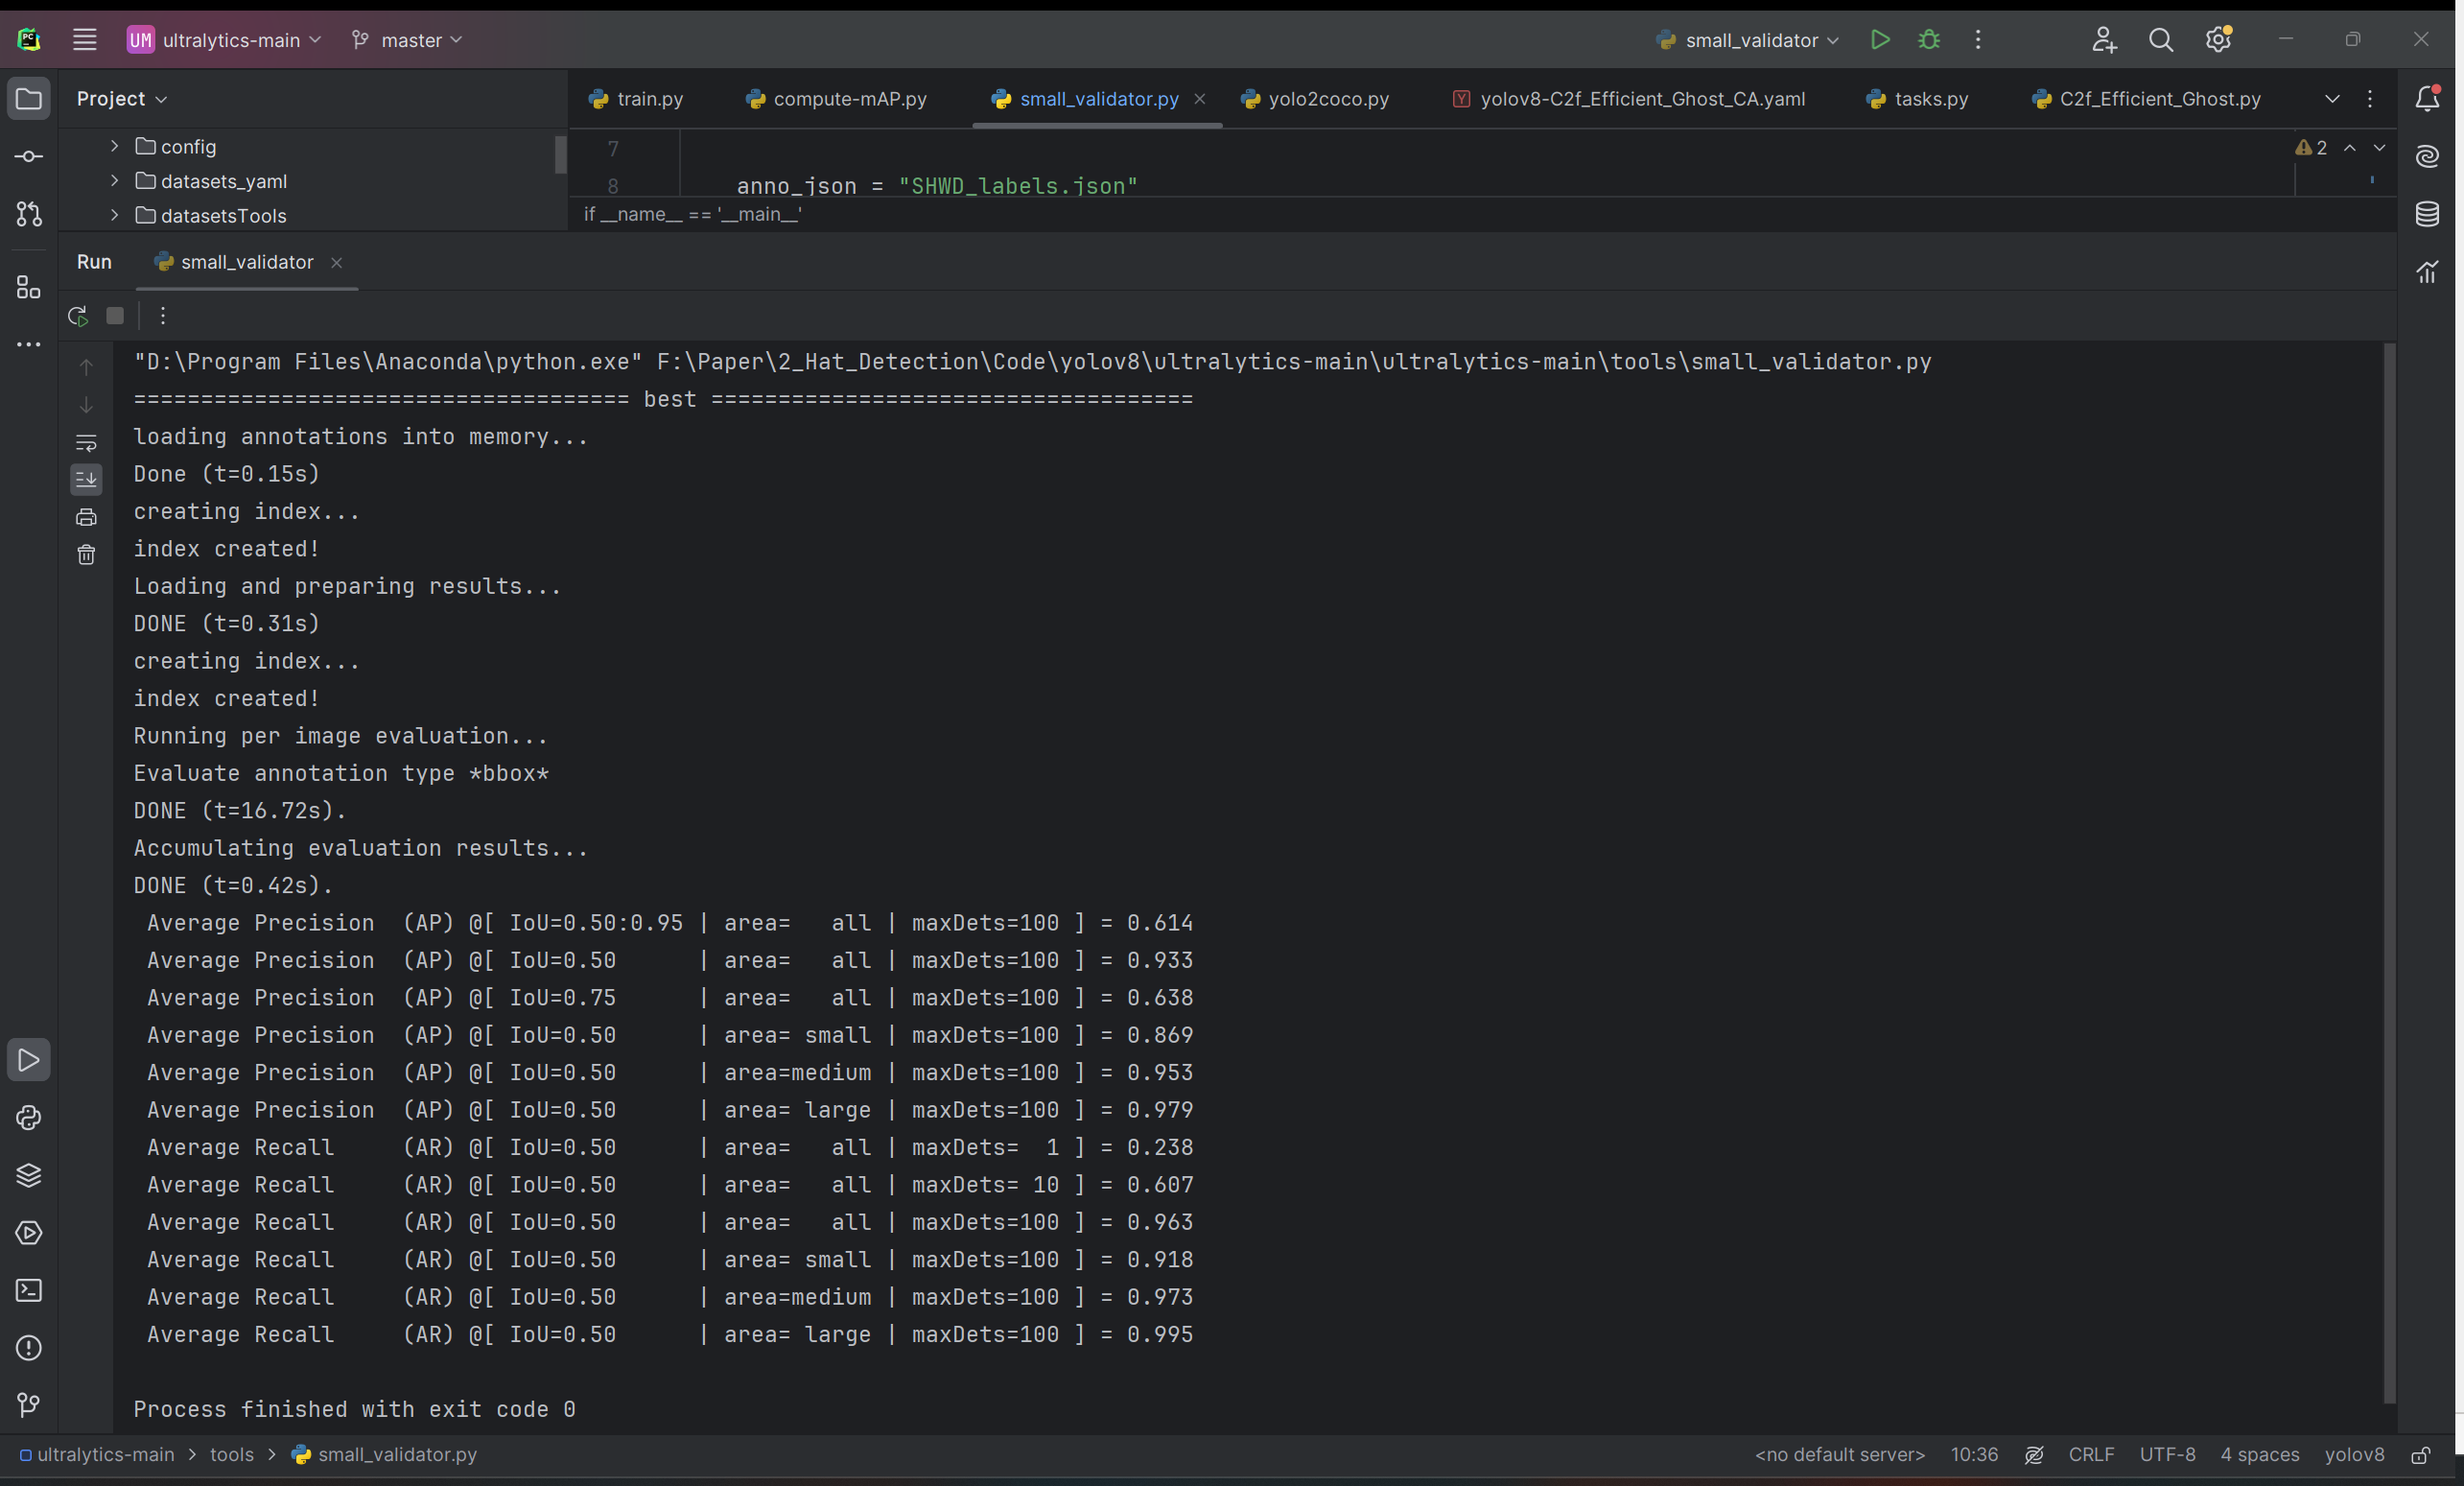 UM ultralytics-main master small_validator
Project train.py compute-mAP.py small_validator.py yolo2coco.py yolov8-C2f_Efficient_Ghost_CA.yaml tasks.py C2f_Efficient_Ghost.py
config
datasets_yaml
datasetsTools
7
8 anno_json = "SHWD_labels.json"
2
if __name__ == '__main__'
Run small_validator
"D:\Program Files\Anaconda\python.exe" F:\Paper\2_Hat_Detection\Code\yolov8\ultralytics-main\ultralytics-main\tools\small_validator.py
===================================== best ====================================
loading annotations into memory...
Done (t=0.15s)
creating index...
index created!
Loading and preparing results...
DONE (t=0.31s)
creating index...
index created!
Running per image evaluation...
Evaluate annotation type *bbox*
DONE (t=16.72s).
Accumulating evaluation results...
DONE (t=0.42s).
Average Precision  (AP) @[ IoU=0.50:0.95 | area=   all | maxDets=100 ] = 0.614
Average Precision  (AP) @[ IoU=0.50      | area=   all | maxDets=100 ] = 0.933
Average Precision  (AP) @[ IoU=0.75      | area=   all | maxDets=100 ] = 0.638
Average Precision  (AP) @[ IoU=0.50      | area= small | maxDets=100 ] = 0.869
Average Precision  (AP) @[ IoU=0.50      | area=medium | maxDets=100 ] = 0.953
Average Precision  (AP) @[ IoU=0.50      | area= large | maxDets=100 ] = 0.979
Average Recall     (AR) @[ IoU=0.50      | area=   all | maxDets=  1 ] = 0.238
Average Recall     (AR) @[ IoU=0.50      | area=   all | maxDets= 10 ] = 0.607
Average Recall     (AR) @[ IoU=0.50      | area=   all | maxDets=100 ] = 0.963
Average Recall     (AR) @[ IoU=0.50      | area= small | maxDets=100 ] = 0.918
Average Recall     (AR) @[ IoU=0.50      | area=medium | maxDets=100 ] = 0.973
Average Recall     (AR) @[ IoU=0.50      | area= large | maxDets=100 ] = 0.995
Process finished with exit code 0
ultralytics-main > tools > small_validator.py <no default server> 10:36 CRLF UTF-8 4 spaces yolov8